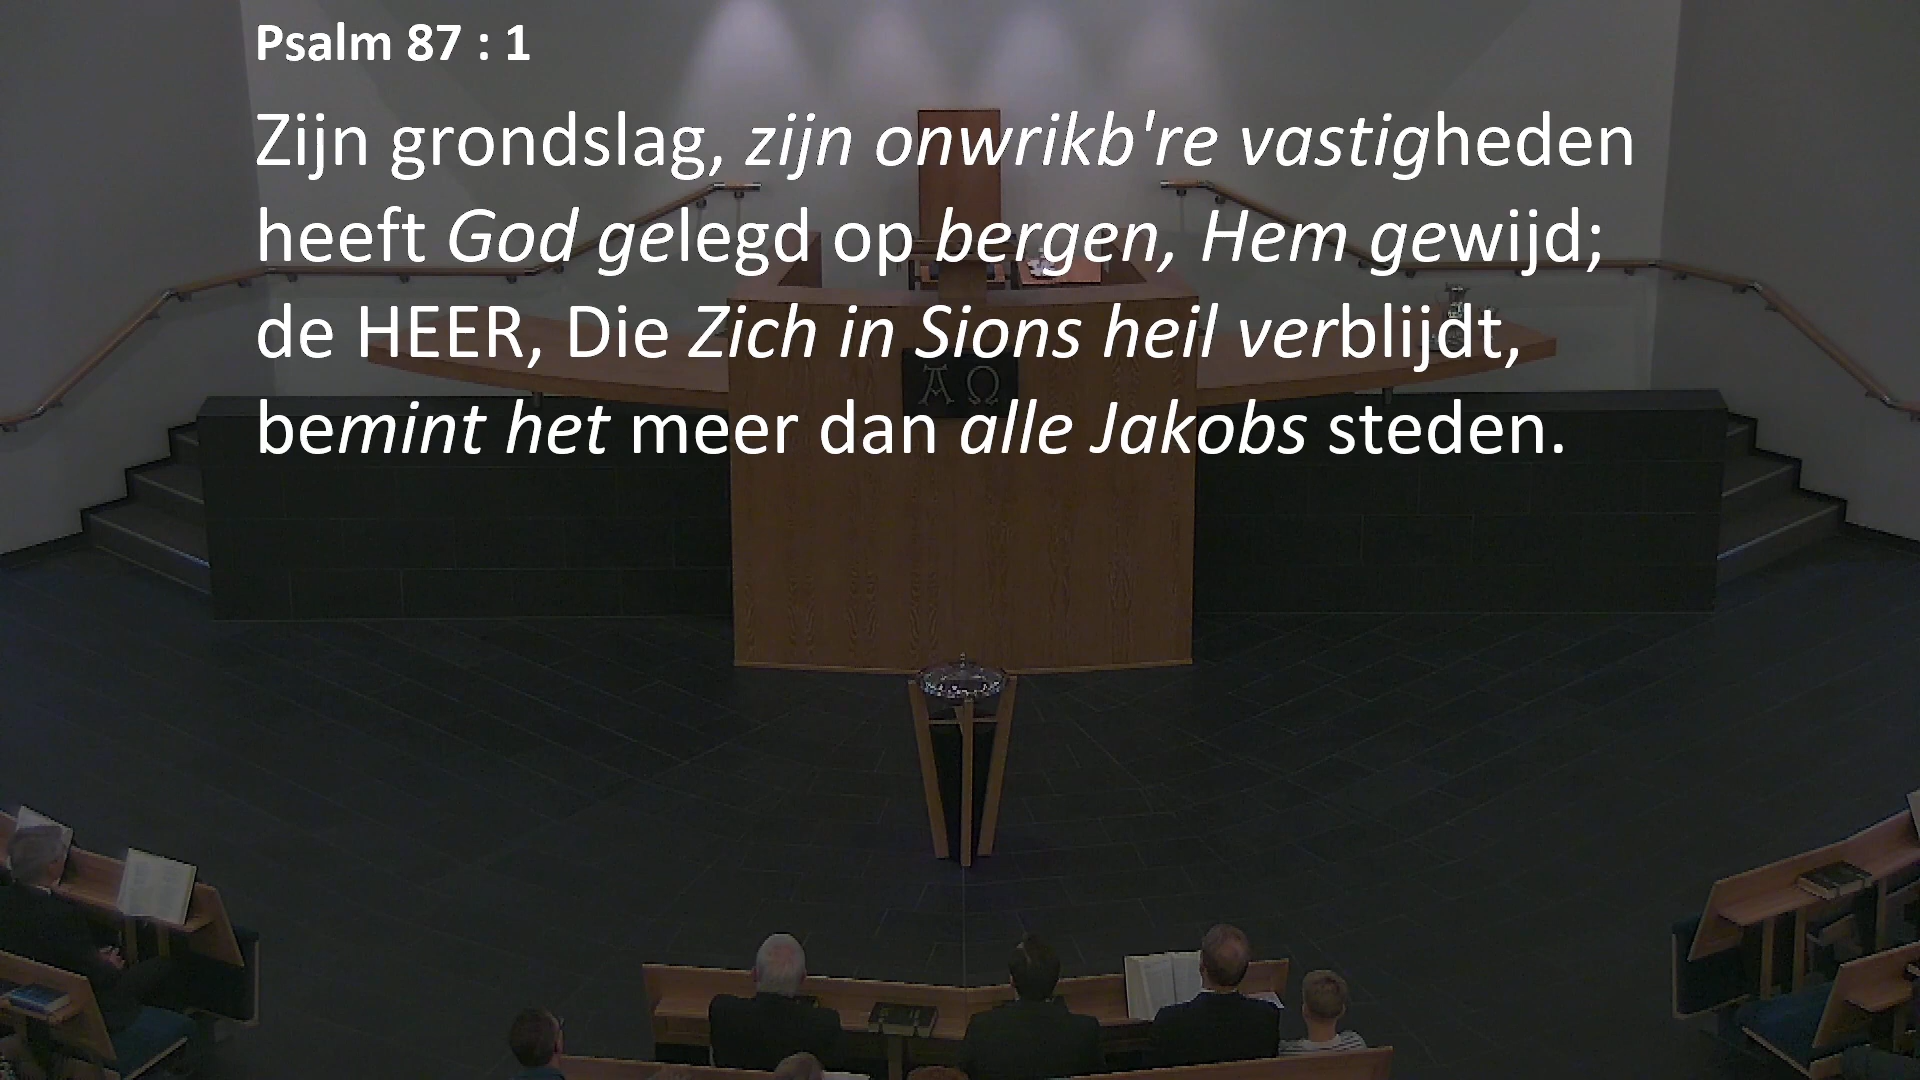 Psalm 87 : 1
Zijn grondslag, zijn onwrikb're vastigheden
heeft God gelegd op bergen, Hem gewijd;
de HEER, Die Zich in Sions heil verblijdt,
bemint het meer dan alle Jakobs steden.
Α Ω